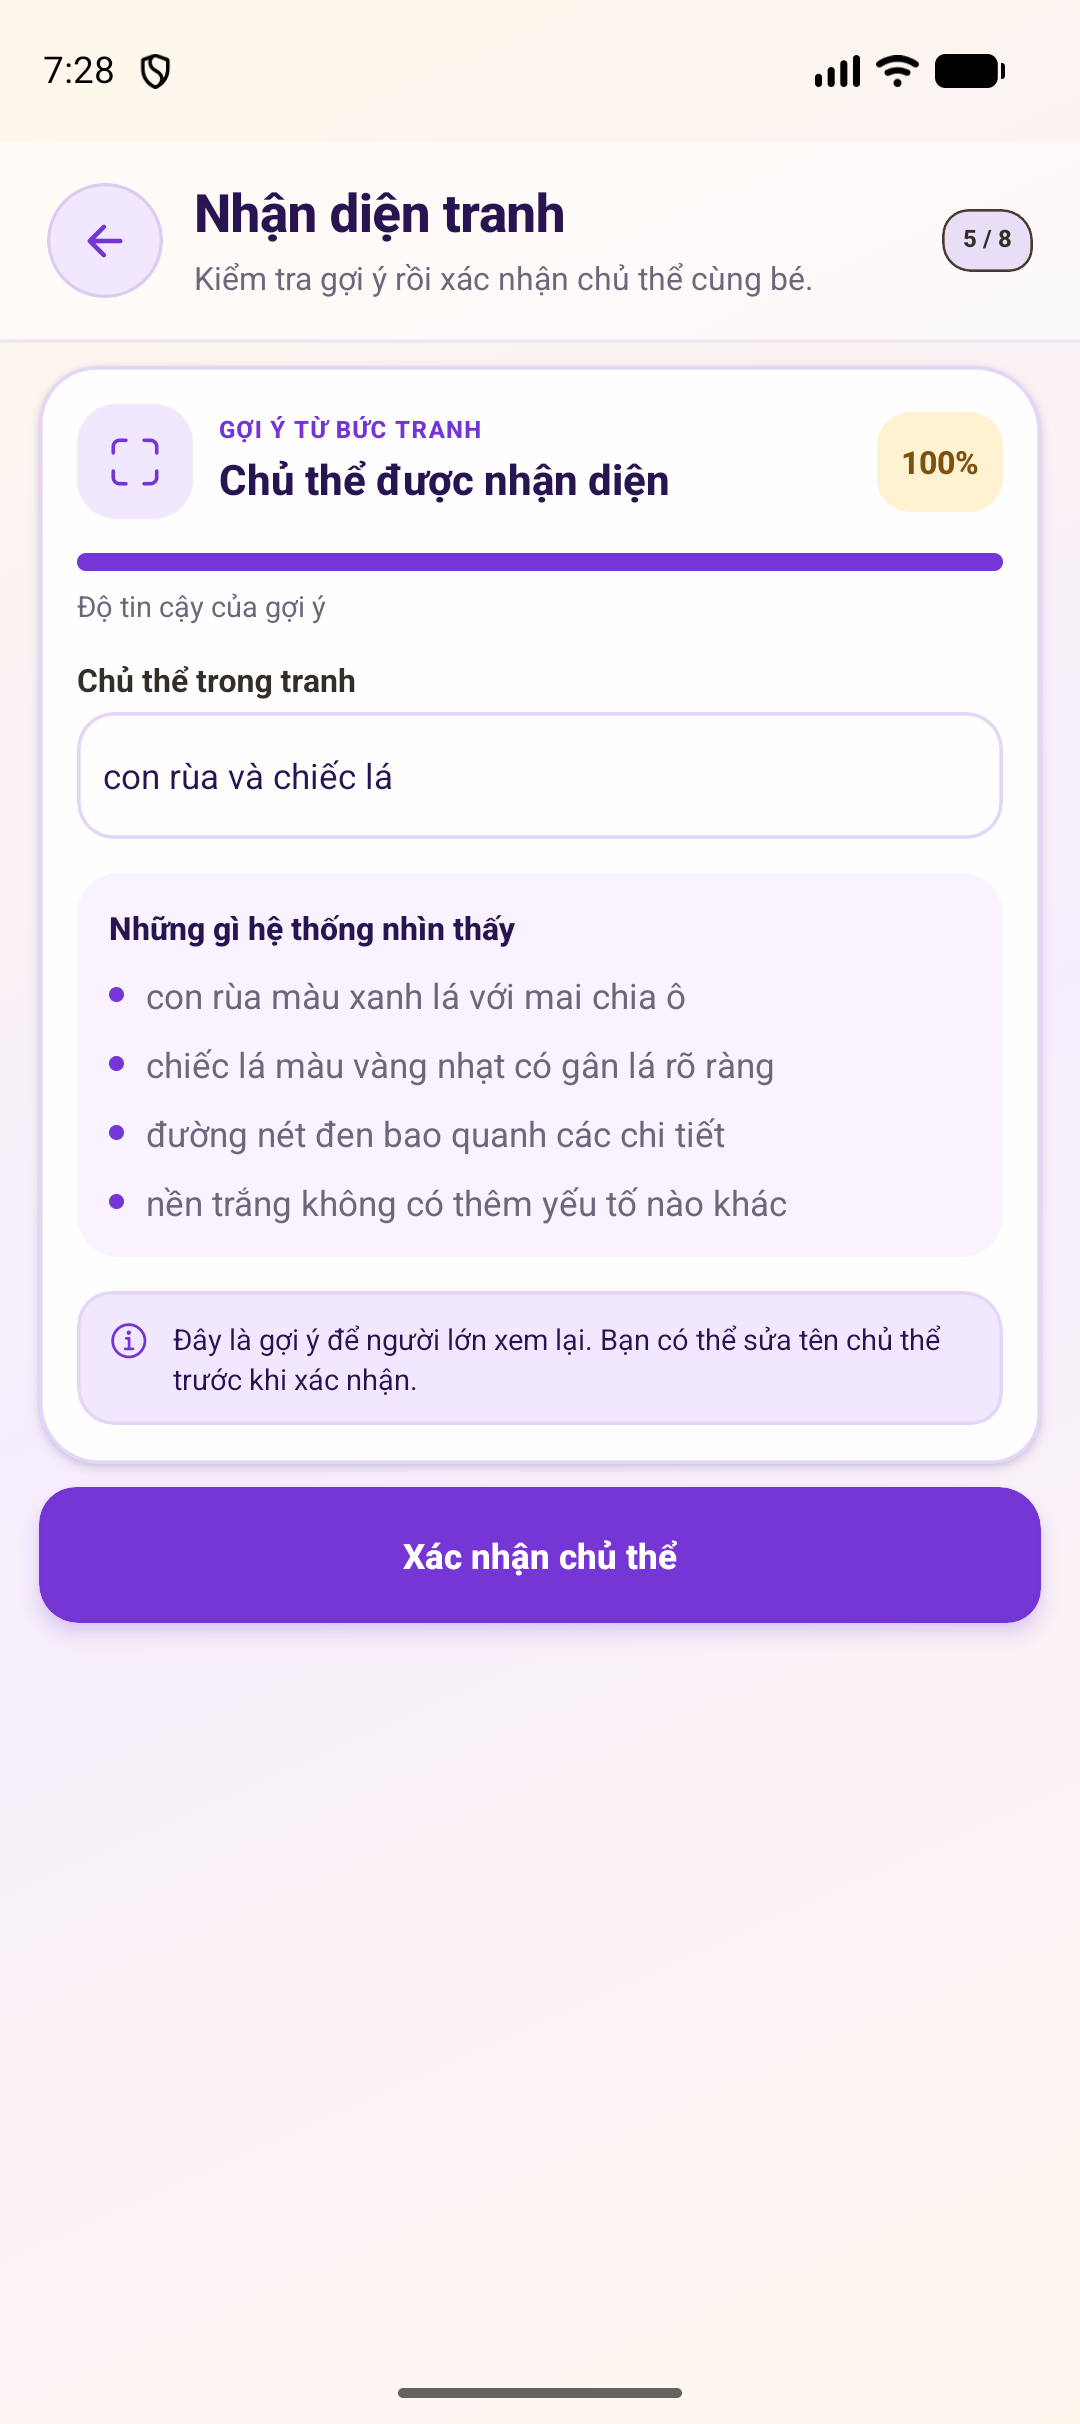 7:28
Nhận diện tranh
Kiểm tra gợi ý rồi xác nhận chủ thể cùng bé.
5 / 8
GỢI Ý TỪ BỨC TRANH
Chủ thể được nhận diện
100%
Độ tin cậy của gợi ý
Chủ thể trong tranh
con rùa và chiếc lá
Những gì hệ thống nhìn thấy
con rùa màu xanh lá với mai chia ô
chiếc lá màu vàng nhạt có gân lá rõ ràng
đường nét đen bao quanh các chi tiết
nền trắng không có thêm yếu tố nào khác
Đây là gợi ý để người lớn xem lại. Bạn có thể sửa tên chủ thể
trước khi xác nhận.
Xác nhận chủ thể